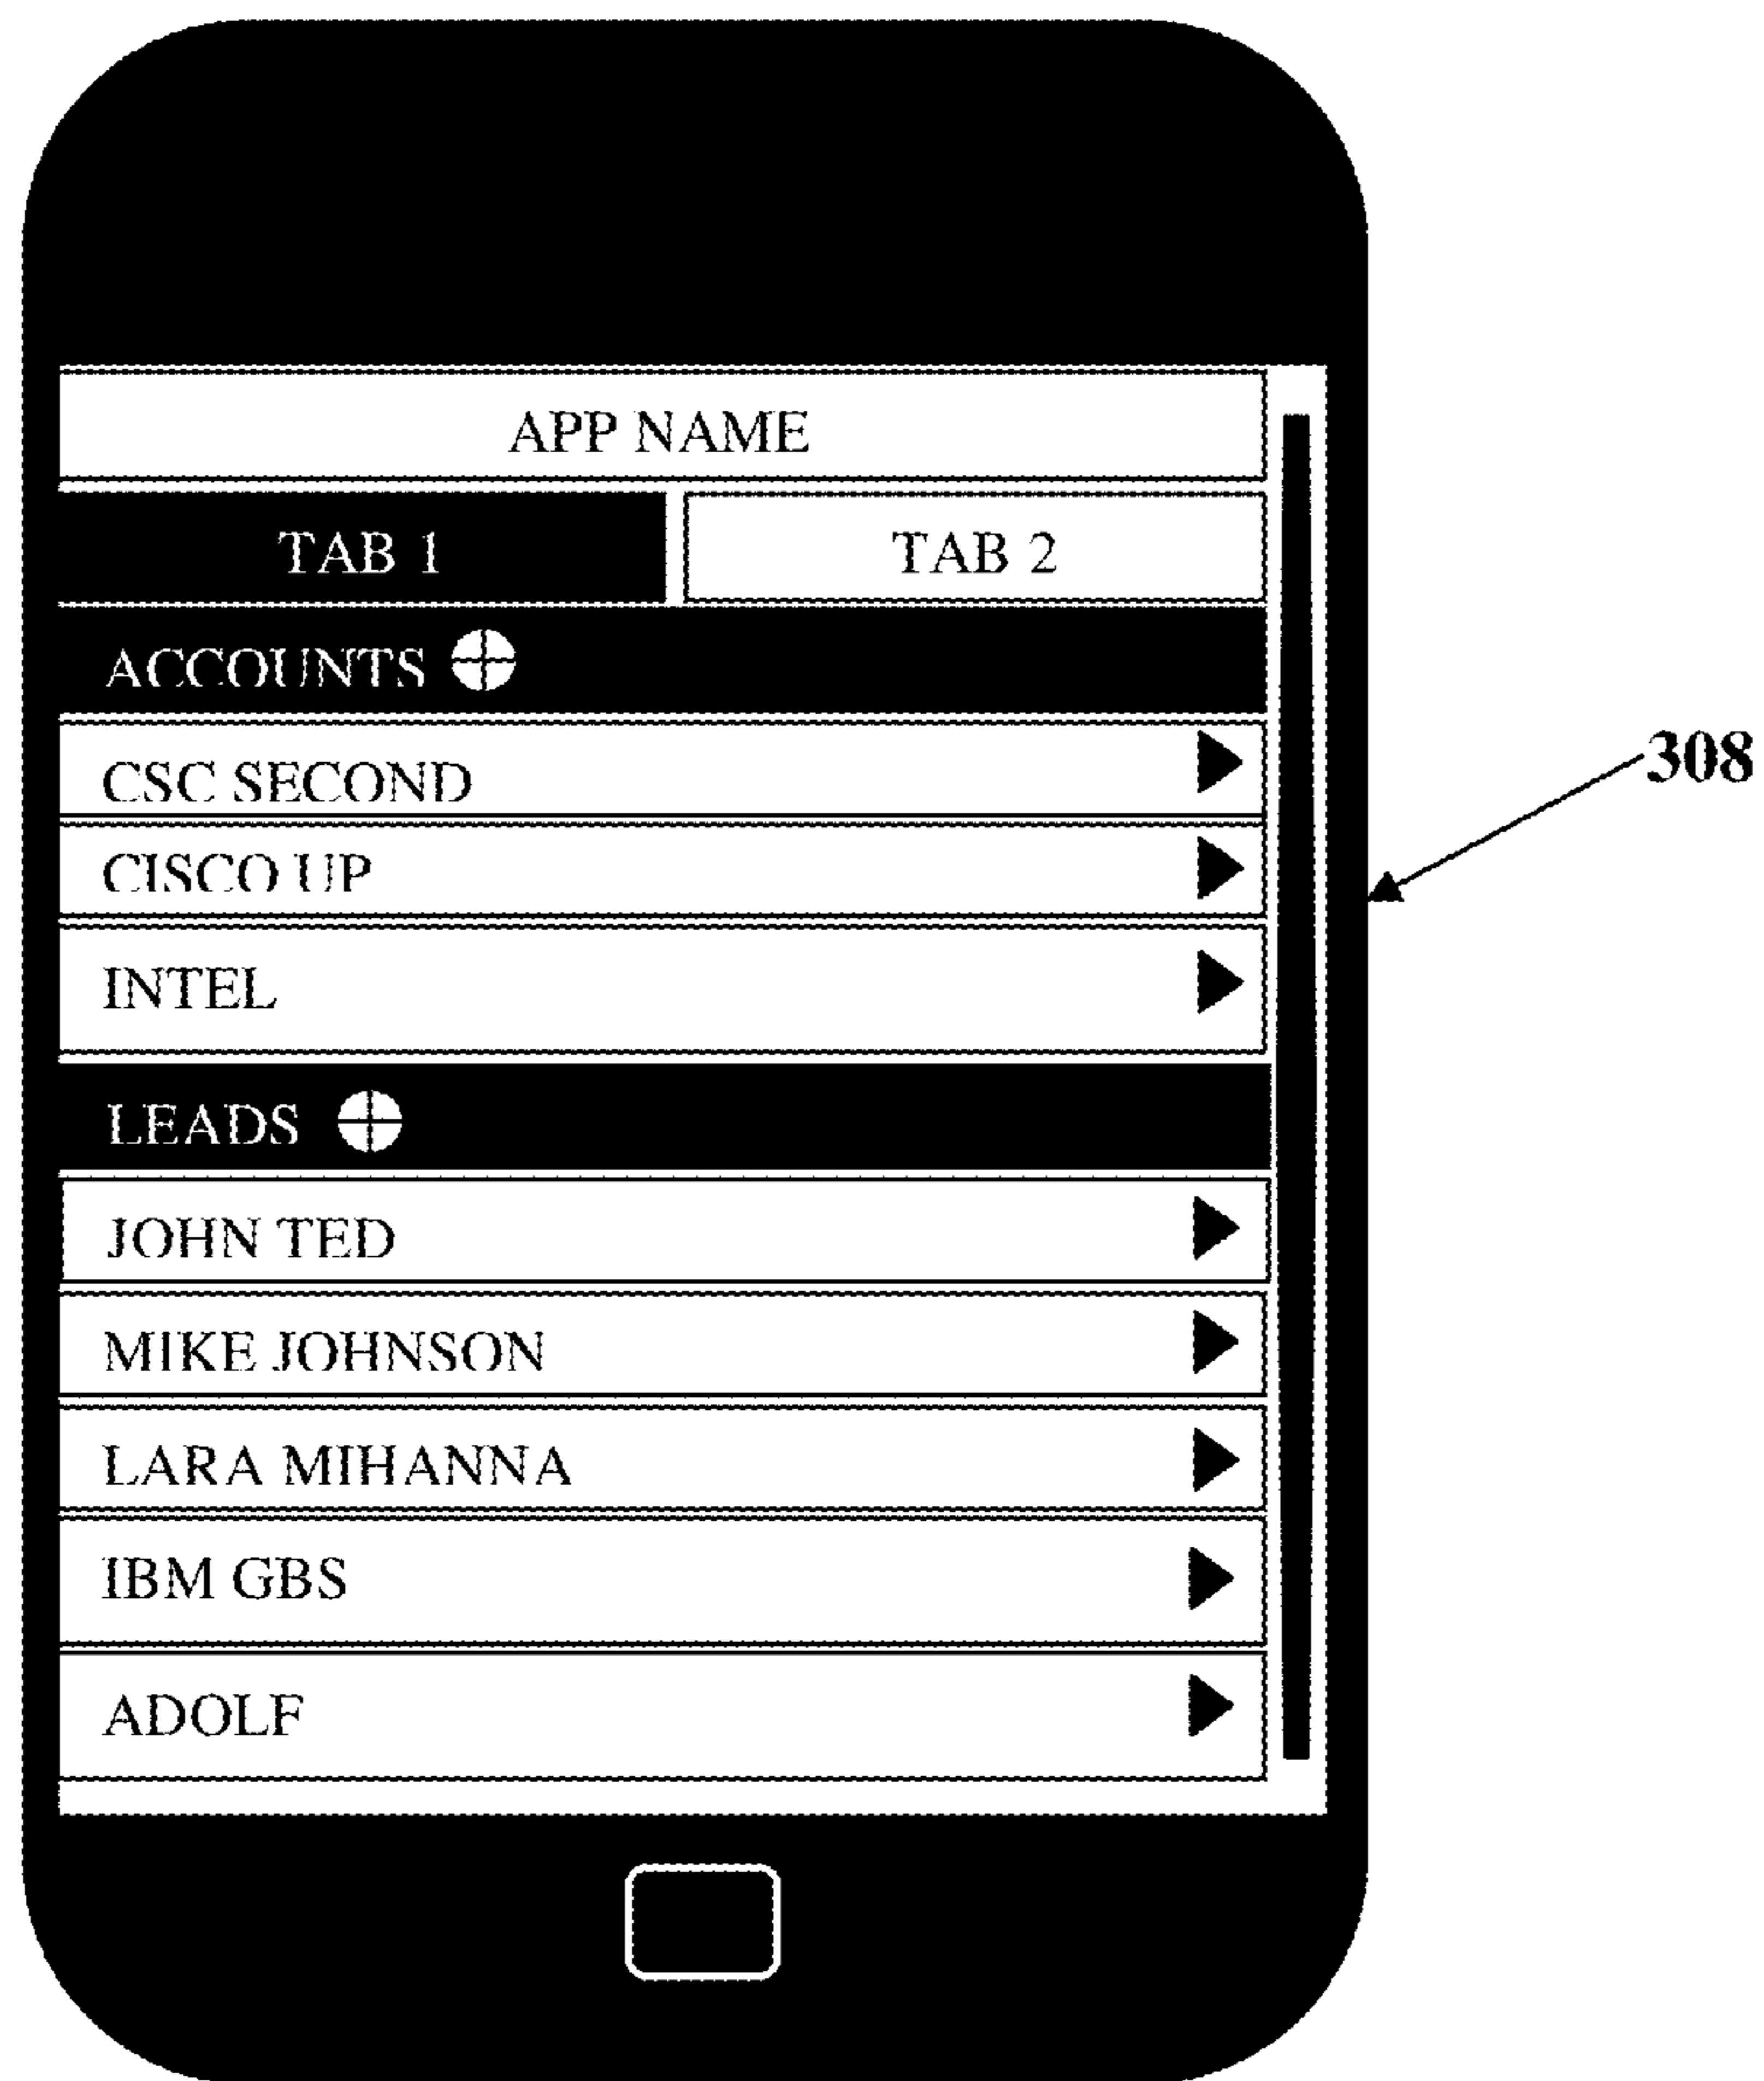 APP NAME
TAB 1 TAB 2
ACCOUNTS
CSC SECOND
308
CISCO UP
INTEL
LEADS
JOHN TED
MIKE JOHNSON
LARA MIHANNA
IBM GBS
ADOLF